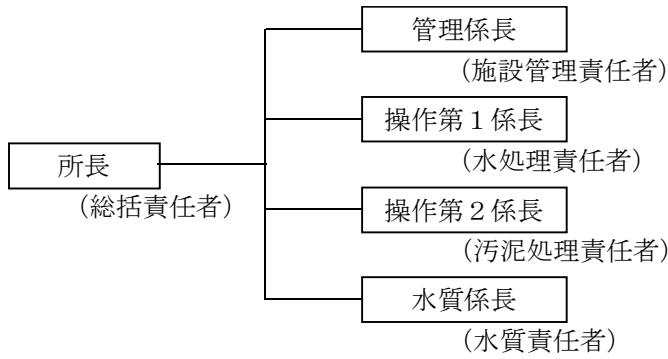 管理係長
(施設管理責任者)
操作第1係長
(水処理責任者)
所長
(総括責任者)
操作第2係長
(汚泥処理責任者)
水質係長
(水質責任者)